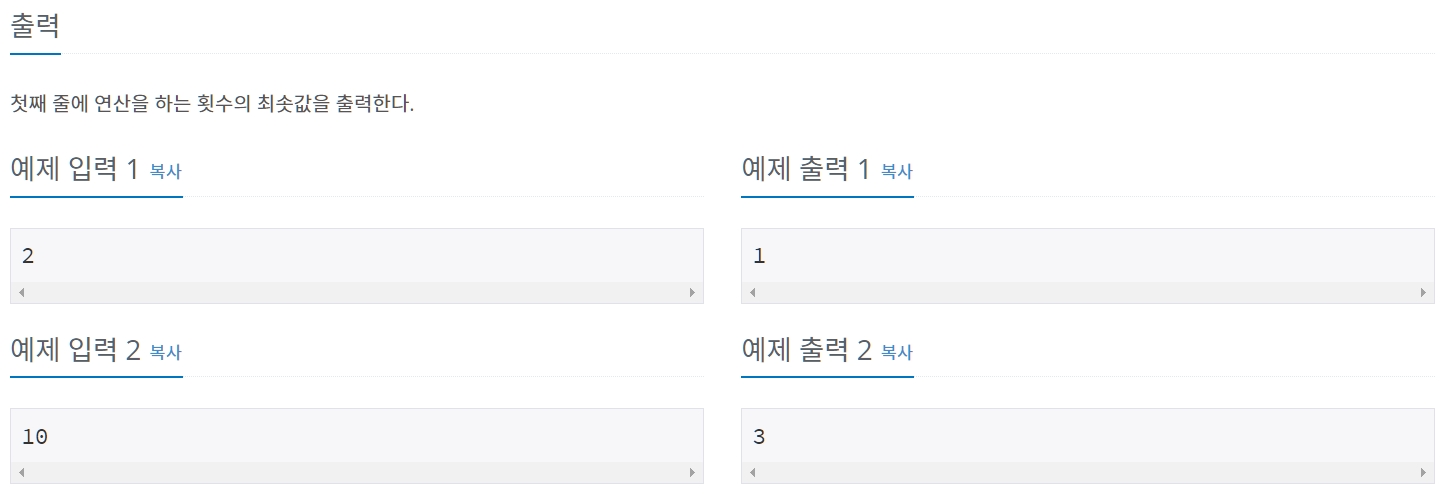 출력
첫째 줄에 연산을 하는 횟수의 최솟값을 출력한다.
예제 입력 1 복사
2
예제 출력 1 복사
1
예제 입력 2 복사
10
예제 출력 2 복사
3